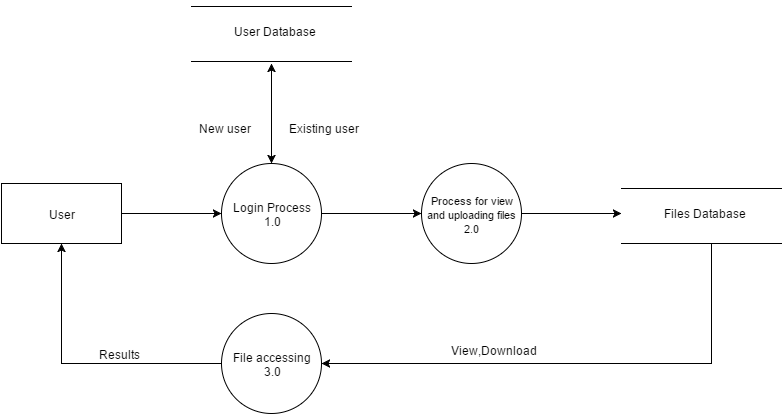 User Database
New user
Existing user
User
Login Process
1.0
Process for view
and uploading files
2.0
Files Database
Results
File accessing
3.0
View,Download